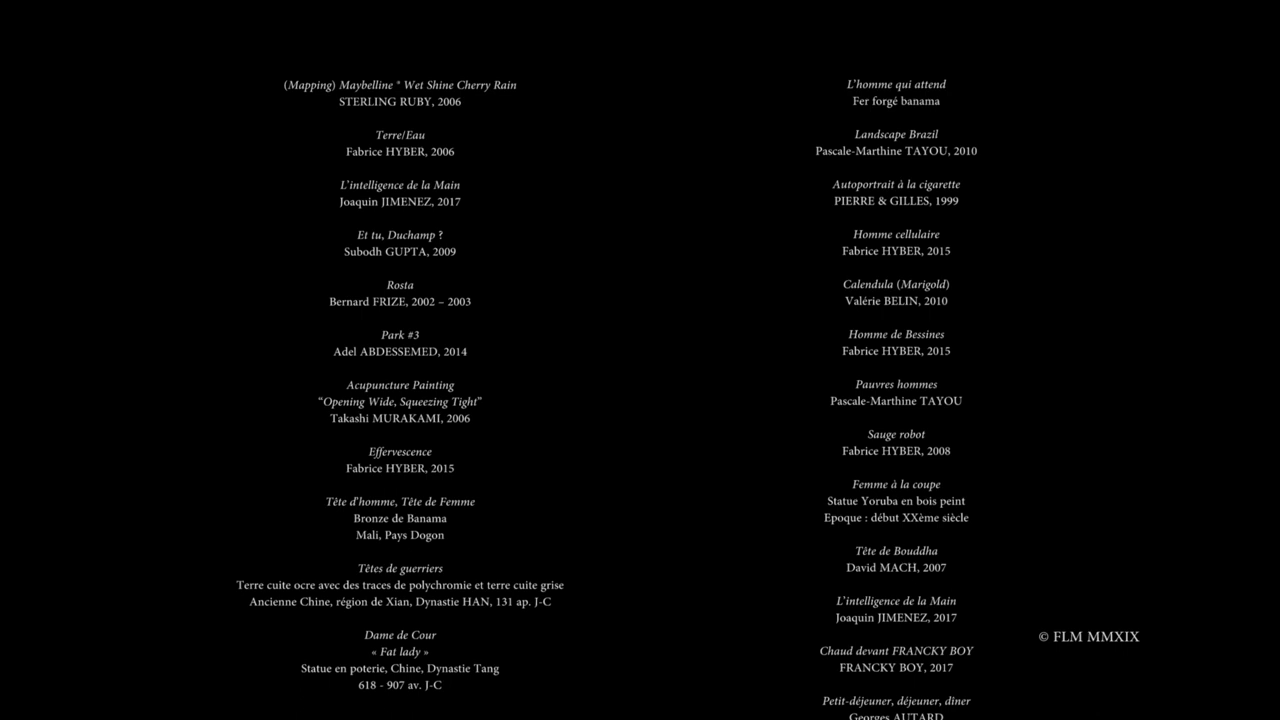 (Mapping) Maybelline * Wet Shine Cherry Rain
STERLING RUBY, 2006
Terre/Eau
Fabrice HYBER, 2006
L'intelligence de la Main
Joaquin JIMENEZ, 2017
Et tu, Duchamp ?
Subodh GUPTA, 2009
Rosta
Bernard FRIZE, 2002 – 2003
Park #3
Adel ABDESSEMED, 2014
Acupuncture Painting
“Opening Wide, Squeezing Tight”
Takashi MURAKAMI, 2006
Effervescence
Fabrice HYBER, 2015
Tête d'homme, Tête de Femme
Bronze de Banama
Mali, Pays Dogon
Têtes de guerriers
Terre cuite ocre avec des traces de polychromie et terre cuite grise
Ancienne Chine, région de Xian, Dynastie HAN, 131 ap. J-C
Dame de Cour
« Fat lady »
Statue en poterie, Chine, Dynastie Tang
618 - 907 av. J-C
L'homme qui attend
Fer forgé banama
Landscape Brazil
Pascale-Marthine TAYOU, 2010
Autoportrait à la cigarette
PIERRE & GILLES, 1999
Homme cellulaire
Fabrice HYBER, 2015
Calendula (Marigold)
Valérie BELIN, 2010
Homme de Bessines
Fabrice HYBER, 2015
Pauvres hommes
Pascale-Marthine TAYOU
Sauge robot
Fabrice HYBER, 2008
Femme à la coupe
Statue Yoruba en bois peint
Epoque : début XXème siècle
Tête de Bouddha
David MACH, 2007
L'intelligence de la Main
Joaquin JIMENEZ, 2017
Chaud devant FRANCKY BOY
FRANCKY BOY, 2017
Petit-déjeuner, déjeuner, dîner
Georges AUTARD
© FLM MMXIX